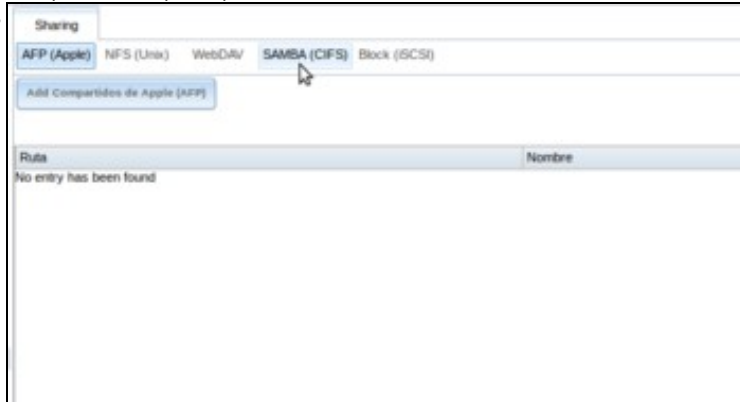 Sharing
AFP (Apple) NFS (Unix) WebDAV SAMBA (CIFS) Block (iSCSI)
Add Compartidos de Apple (AFP)
Ruta Nombre
No entry has been found